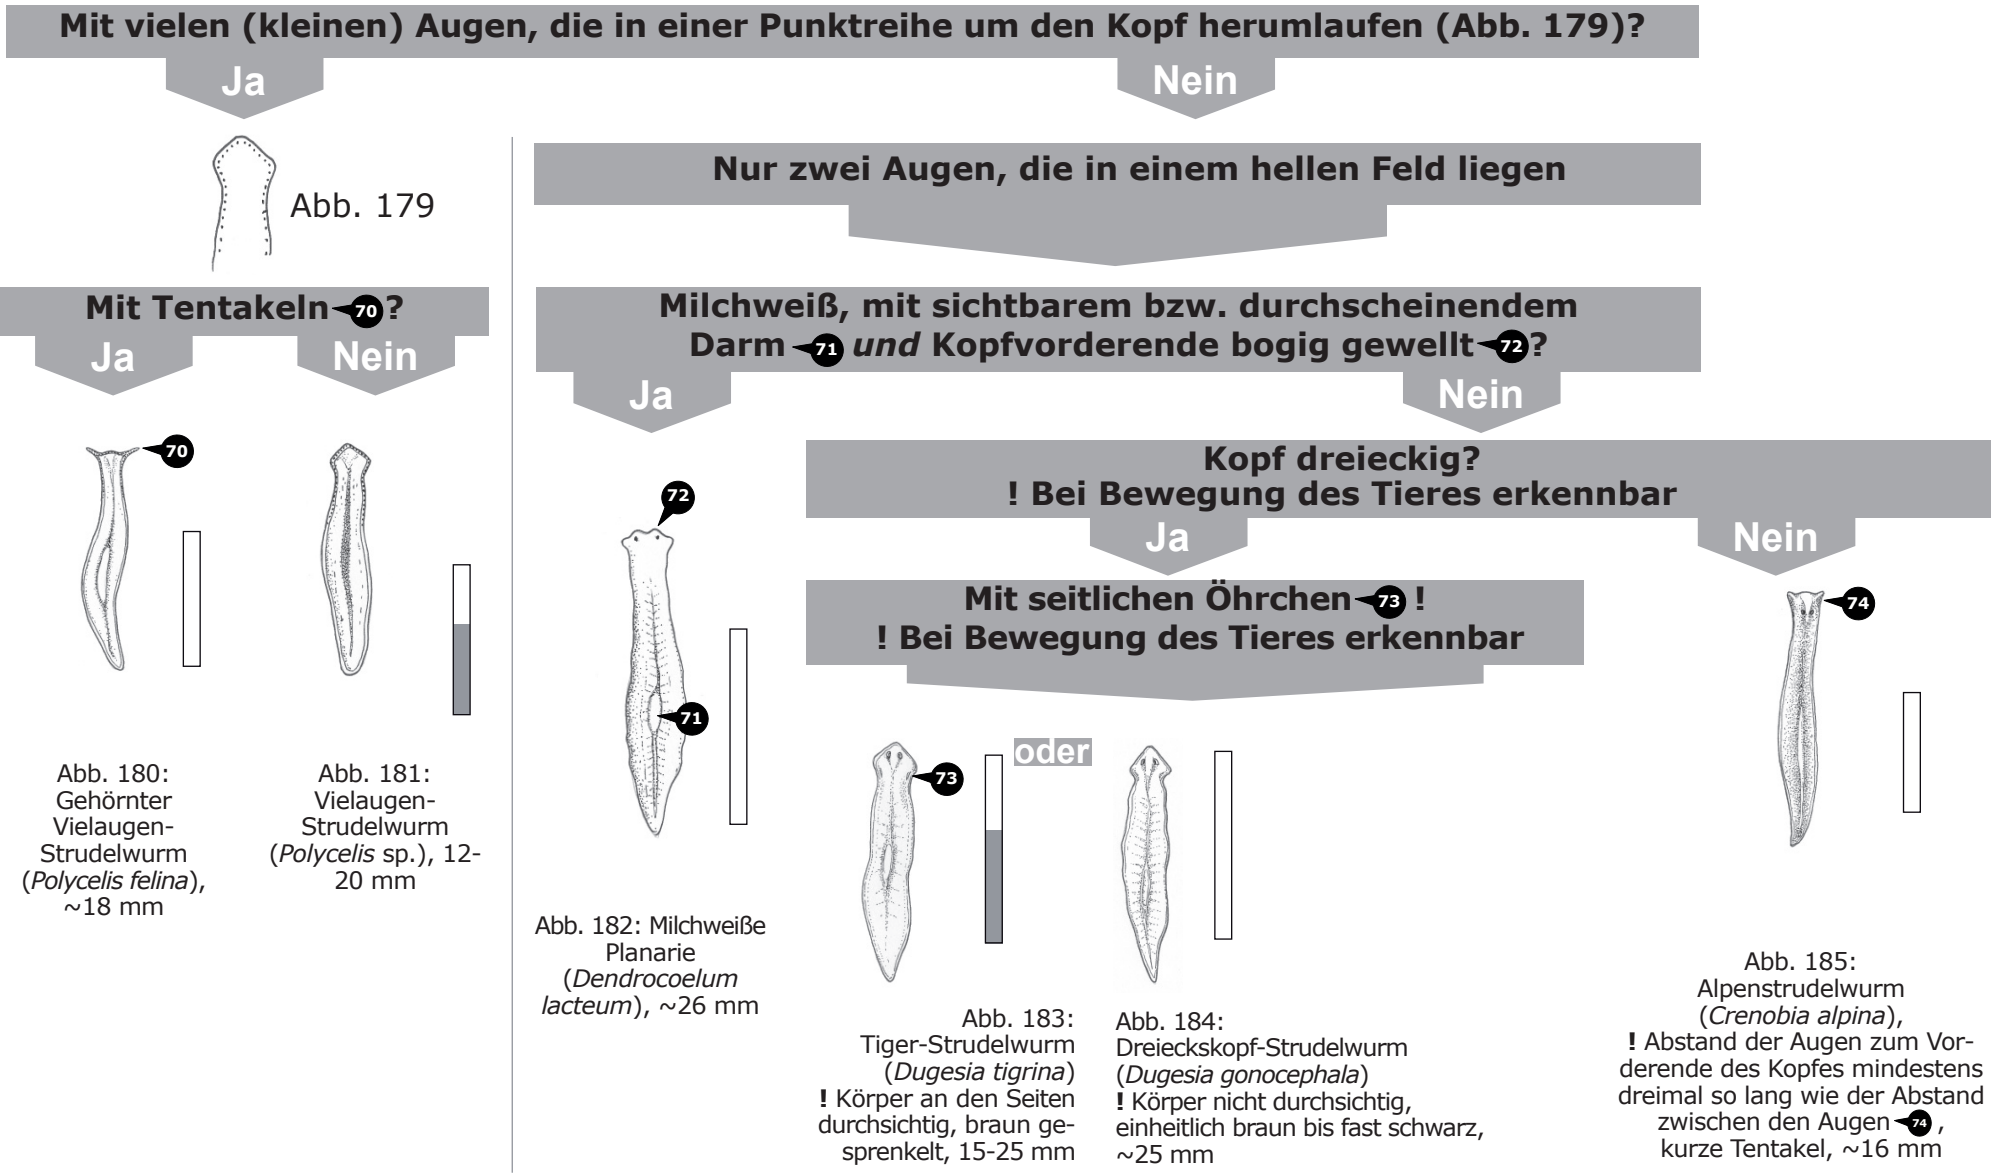 Mit vielen (kleinen) Augen, die in einer Punktreihe um den Kopf herumlaufen (Abb. 179)?
Ja
Nein
Abb. 179
Nur zwei Augen, die in einem hellen Feld liegen
Mit Tentakeln 70 ?
Ja
Nein
Milchweiß, mit sichtbarem bzw. durchscheinendem
Darm 71 und Kopfvorderende bogig gewellt 72 ?
Ja
Nein
70
Kopf dreieckig?
! Bei Bewegung des Tieres erkennbar
Ja
Nein
72
71
Mit seitlichen Öhrchen 73 !
! Bei Bewegung des Tieres erkennbar
74
73
oder
Abb. 180:
Gehörnter
Vielaugen-
Strudelwurm
(Polycelis felina),
~18 mm
Abb. 181:
Vielaugen-
Strudelwurm
(Polycelis sp.), 12-
20 mm
Abb. 182: Milchweiße
Planarie
(Dendrocoelum
lacteum), ~26 mm
Abb. 183:
Tiger-Strudelwurm
(Dugesia tigrina)
! Körper an den Seiten
durchsichtig, braun ge-
sprenkelt, 15-25 mm
Abb. 184:
Dreieckskopf-Strudelwurm
(Dugesia gonocephala)
! Körper nicht durchsichtig,
einheitlich braun bis fast schwarz,
~25 mm
Abb. 185:
Alpenstrudelwurm
(Crenobia alpina),
! Abstand der Augen zum Vor-
derende des Kopfes mindestens
dreimal so lang wie der Abstand
zwischen den Augen 74 ,
kurze Tentakel, ~16 mm